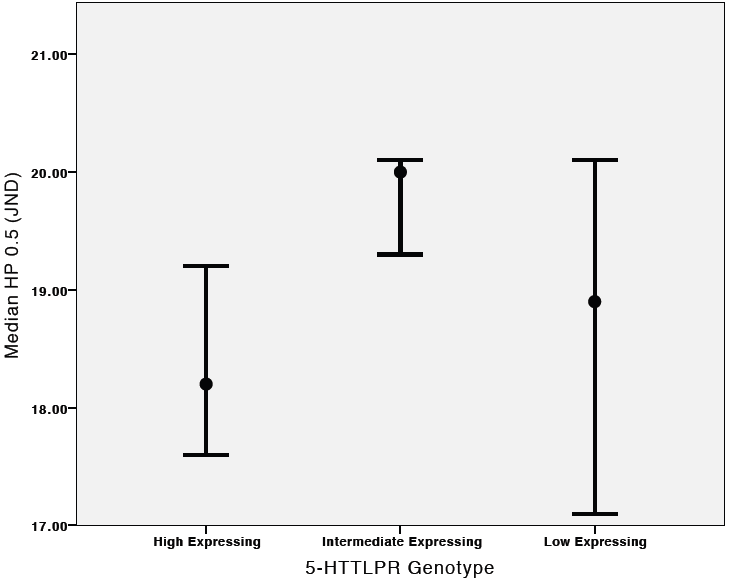 Median HP 0.5 (JND)
21.00
20.00
19.00
18.00
17.00
High Expressing
Intermediate Expressing
Low Expressing
5-HTTLPR Genotype